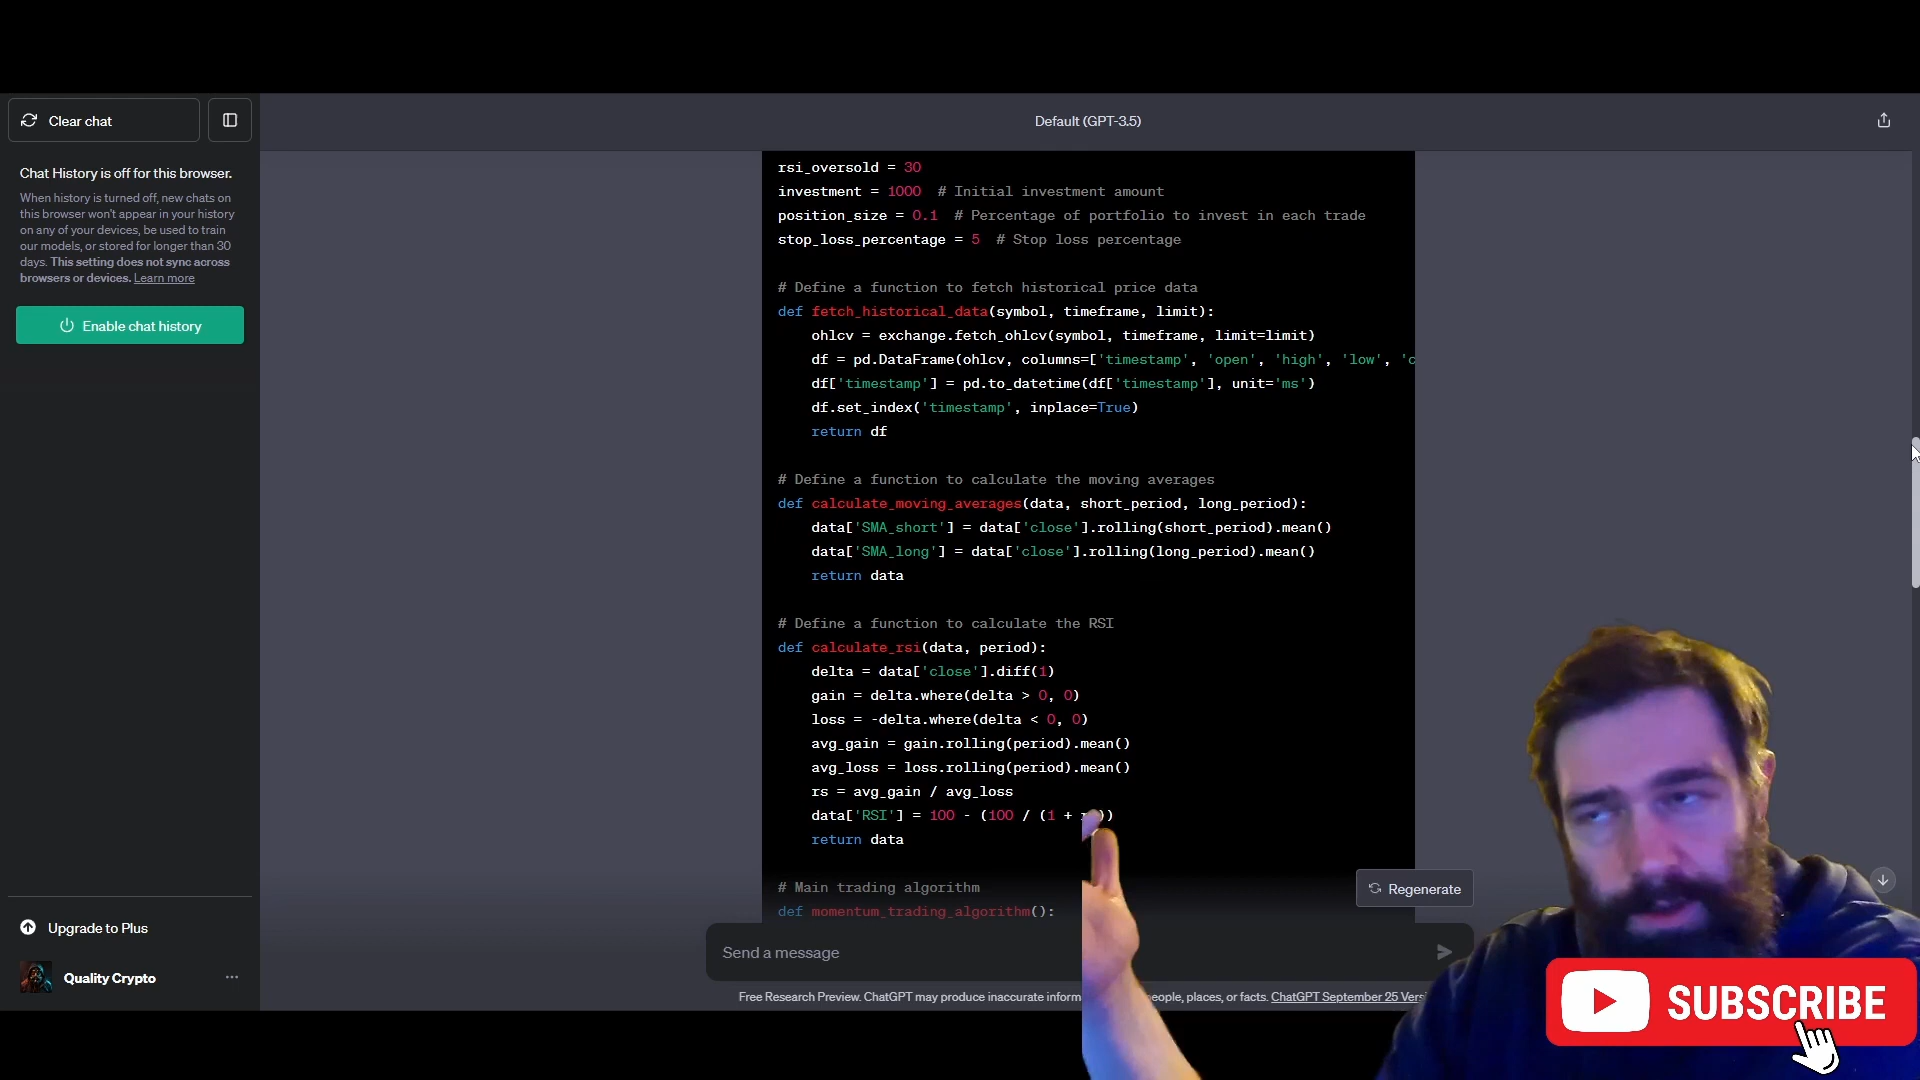 Clear chat
Default (GPT-3.5)
Chat History is off for this browser.
When history is turned off, new chats on
this browser won't appear in your history
on any of your devices, be used to train
our models, or stored for longer than 30
days. This setting does not sync across
browsers or devices. Learn more
Enable chat history
rsi_oversold = 30
investment = 1000  # Initial investment amount
position_size = 0.1  # Percentage of portfolio to invest in each trade
stop_loss_percentage = 5  # Stop loss percentage
# Define a function to fetch historical price data
def fetch_historical_data(symbol, timeframe, limit):
    ohlcv = exchange.fetch_ohlcv(symbol, timeframe, limit=limit)
    df = pd.DataFrame(ohlcv, columns=['timestamp', 'open', 'high', 'low', 'c
    df['timestamp'] = pd.to_datetime(df['timestamp'], unit='ms')
    df.set_index('timestamp', inplace=True)
    return df
# Define a function to calculate the moving averages
def calculate_moving_averages(data, short_period, long_period):
    data['SMA_short'] = data['close'].rolling(short_period).mean()
    data['SMA_long'] = data['close'].rolling(long_period).mean()
    return data
# Define a function to calculate the RSI
def calculate_rsi(data, period):
    delta = data['close'].diff(1)
    gain = delta.where(delta > 0, 0)
    loss = -delta.where(delta < 0, 0)
    avg_gain = gain.rolling(period).mean()
    avg_loss = loss.rolling(period).mean()
    rs = avg_gain / avg_loss
    data['RSI'] = 100 - (100 / (1 + ))
    return data
# Main trading algorithm
def momentum_trading_algorithm():
Regenerate
Send a message
Free Research Preview. ChatGPT may produce inaccurate people, places, or facts. ChatGPT September 25
Upgrade to Plus
Quality Crypto
SUBSCRIBE